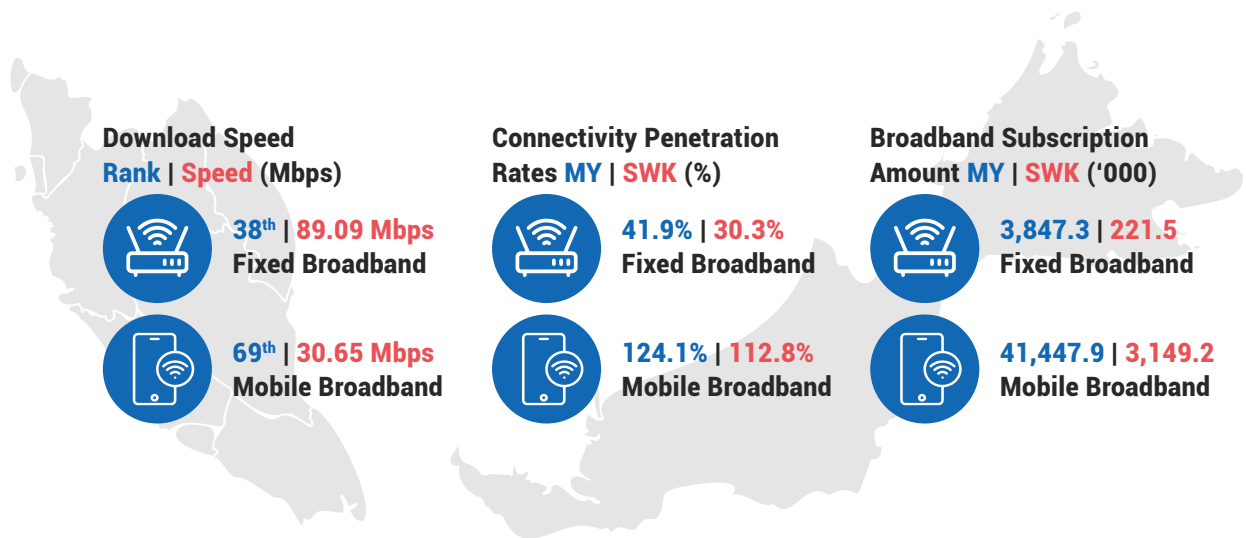 Download Speed
Rank | Speed (Mbps)
38th | 89.09 Mbps
Fixed Broadband
69th | 30.65 Mbps
Mobile Broadband
Connectivity Penetration
Rates MY | SWK (%)
41.9% | 30.3%
Fixed Broadband
124.1% | 112.8%
Mobile Broadband
Broadband Subscription
Amount MY | SWK (‘000)
3,847.3 | 221.5
Fixed Broadband
41,447.9 | 3,149.2
Mobile Broadband